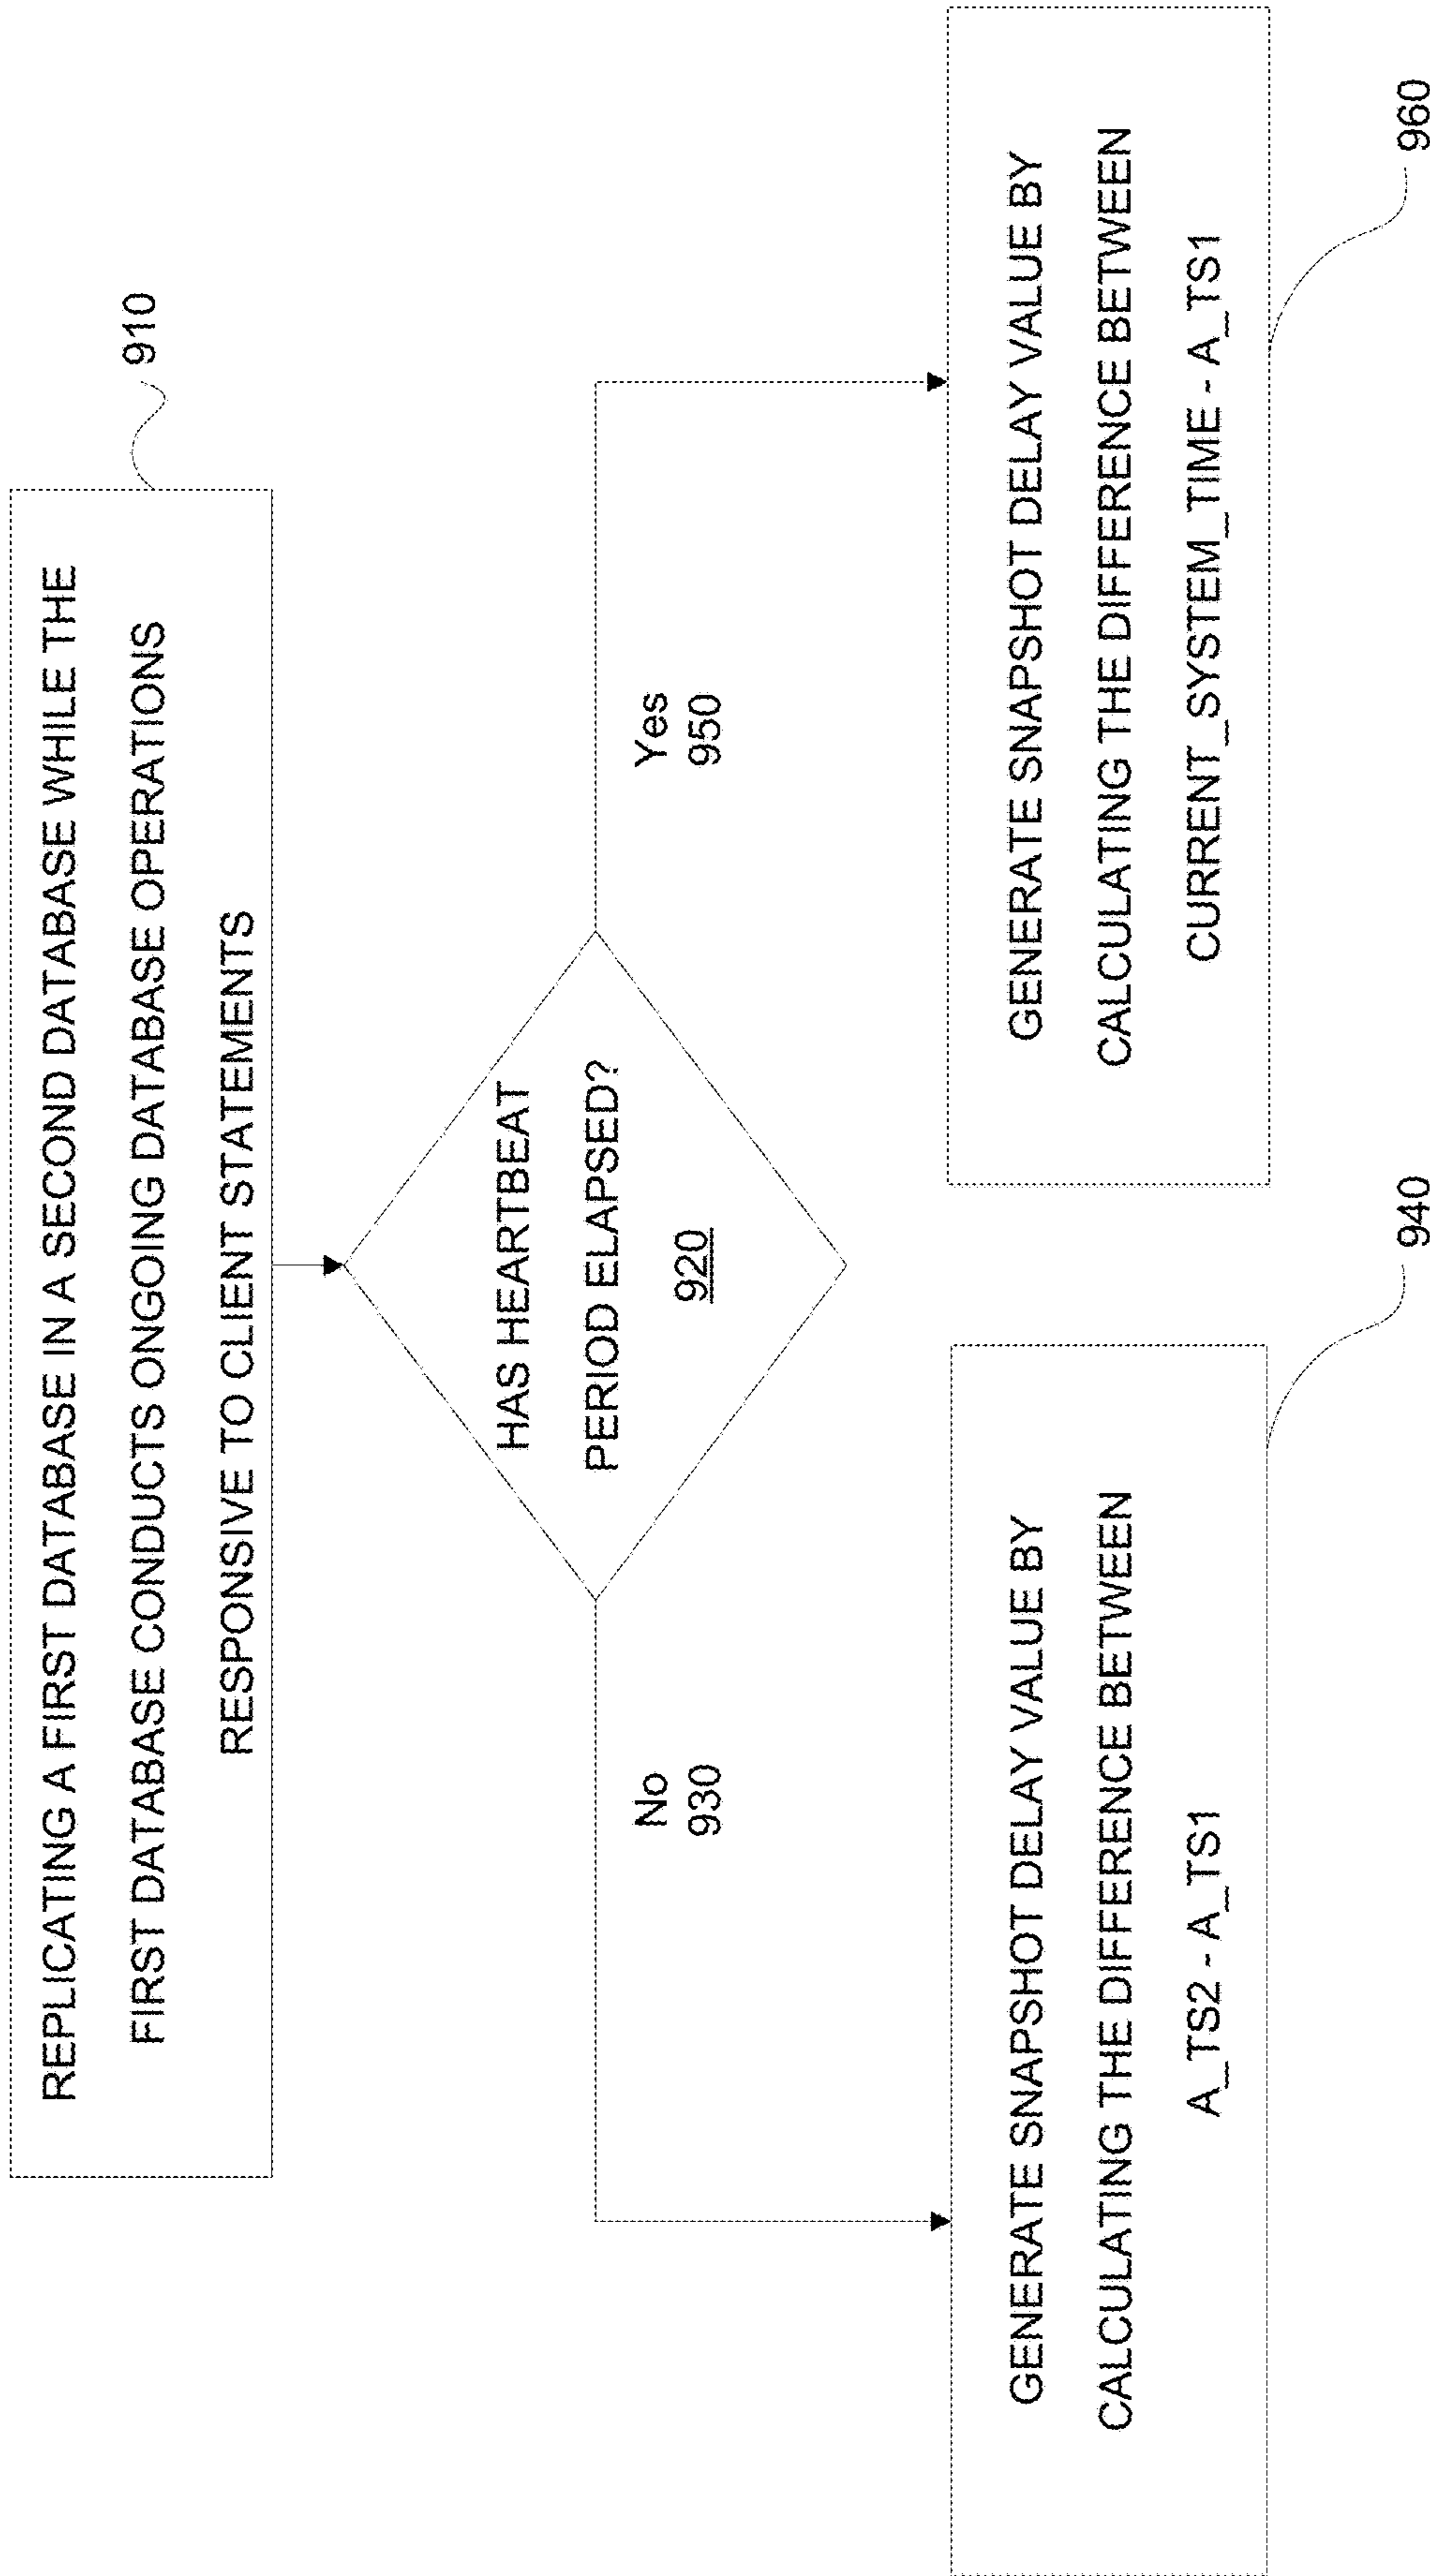 REPLICATING A FIRST DATABASE IN A SECOND DATABASE WHILE THE
FIRST DATABASE CONDUCTS ONGOING DATABASE OPERATIONS
RESPONSIVE TO CLIENT STATEMENTS
910
HAS HEARTBEAT
PERIOD ELAPSED?
920
No
930
Yes
950
GENERATE SNAPSHOT DELAY VALUE BY
CALCULATING THE DIFFERENCE BETWEEN
A_TS2 - A_TS1
940
GENERATE SNAPSHOT DELAY VALUE BY
CALCULATING THE DIFFERENCE BETWEEN
CURRENT_SYSTEM_TIME - A_TS1
960